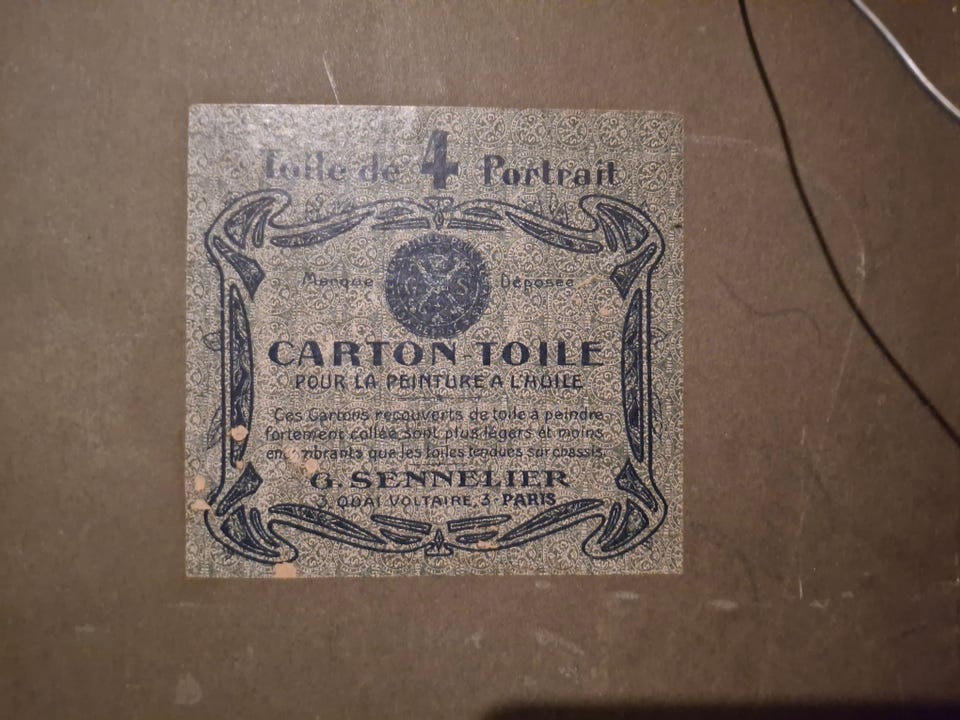 Toile de 4 Portrait
Marque Déposée
G S
CARTON-TOILE
POUR LA PEINTURE A L'HUILE
Ces Cartons recouverts de toile à peindre
fortement collée sont plus légers et moins
encombrants que les toiles tendues sur chassis.
G. SENNELIER
3, QUAI VOLTAIRE, 3-PARIS